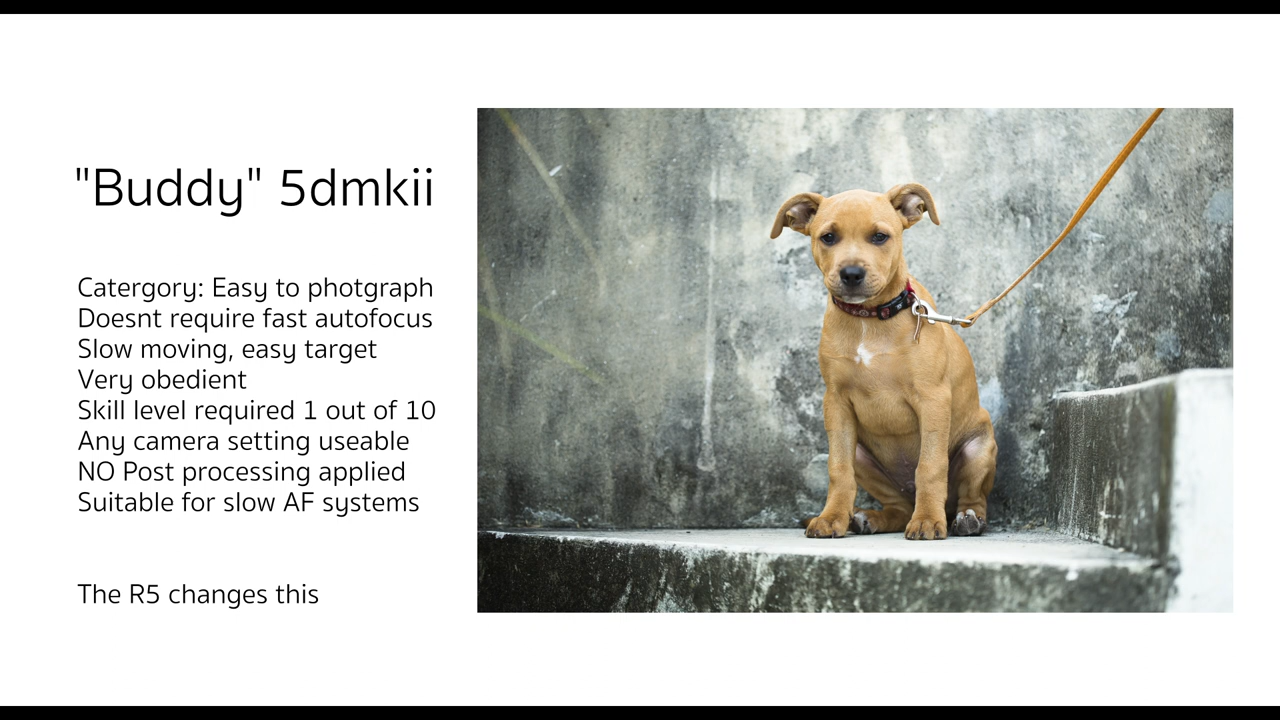 "Buddy" 5dmkii
Catergory: Easy to photgraph
Doesnt require fast autofocus
Slow moving, easy target
Very obedient
Skill level required 1 out of 10
Any camera setting useable
NO Post processing applied
Suitable for slow AF systems
The R5 changes this